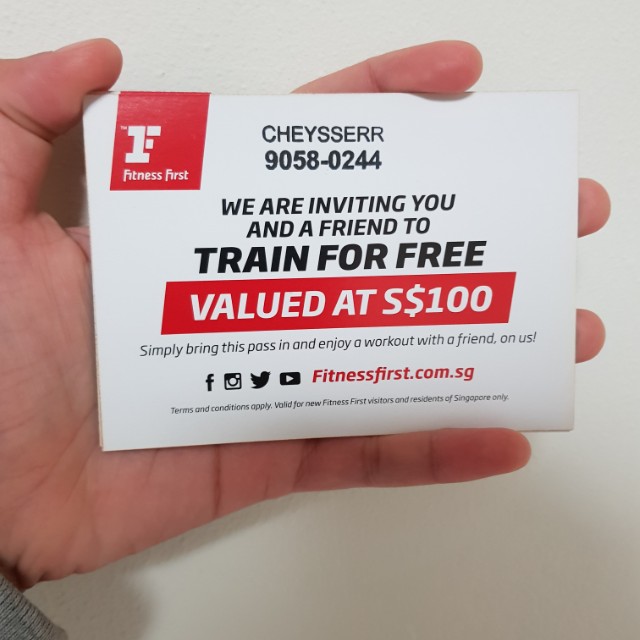 TM
Fitness First
CHEYSSERR
9058-0244
WE ARE INVITING YOU
AND A FRIEND TO
TRAIN FOR FREE
VALUED AT S$100
Simply bring this pass in and enjoy a workout with a friend, on us!
Fitnessfirst.com.sg
Terms and conditions apply. Valid for new Fitness First visitors and residents of Singapore only.